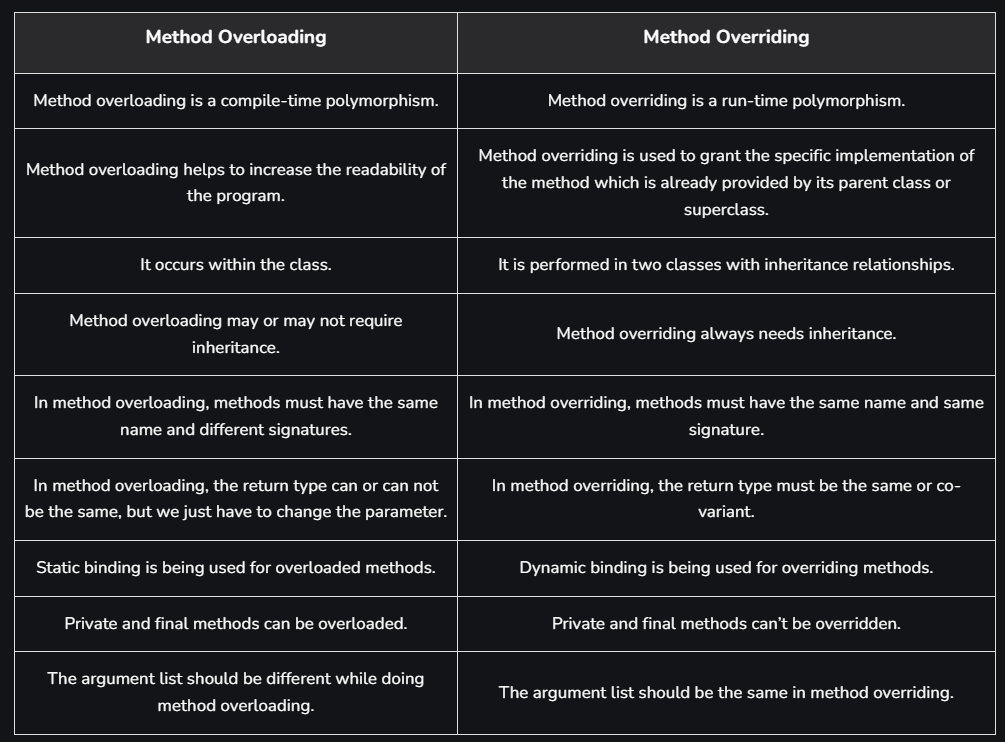 Method Overloading
Method Overriding
Method overloading is a compile-time polymorphism.
Method overriding is a run-time polymorphism.
Method overloading helps to increase the readability of
the program.
Method overriding is used to grant the specific implementation of
the method which is already provided by its parent class or
superclass.
It occurs within the class.
It is performed in two classes with inheritance relationships.
Method overloading may or may not require
inheritance.
Method overriding always needs inheritance.
In method overloading, methods must have the same
name and different signatures.
In method overriding, methods must have the same name and same
signature.
In method overloading, the return type can or can not
be the same, but we just have to change the parameter.
In method overriding, the return type must be the same or co-
variant.
Static binding is being used for overloaded methods.
Dynamic binding is being used for overriding methods.
Private and final methods can be overloaded.
Private and final methods can’t be overridden.
The argument list should be different while doing
method overloading.
The argument list should be the same in method overriding.